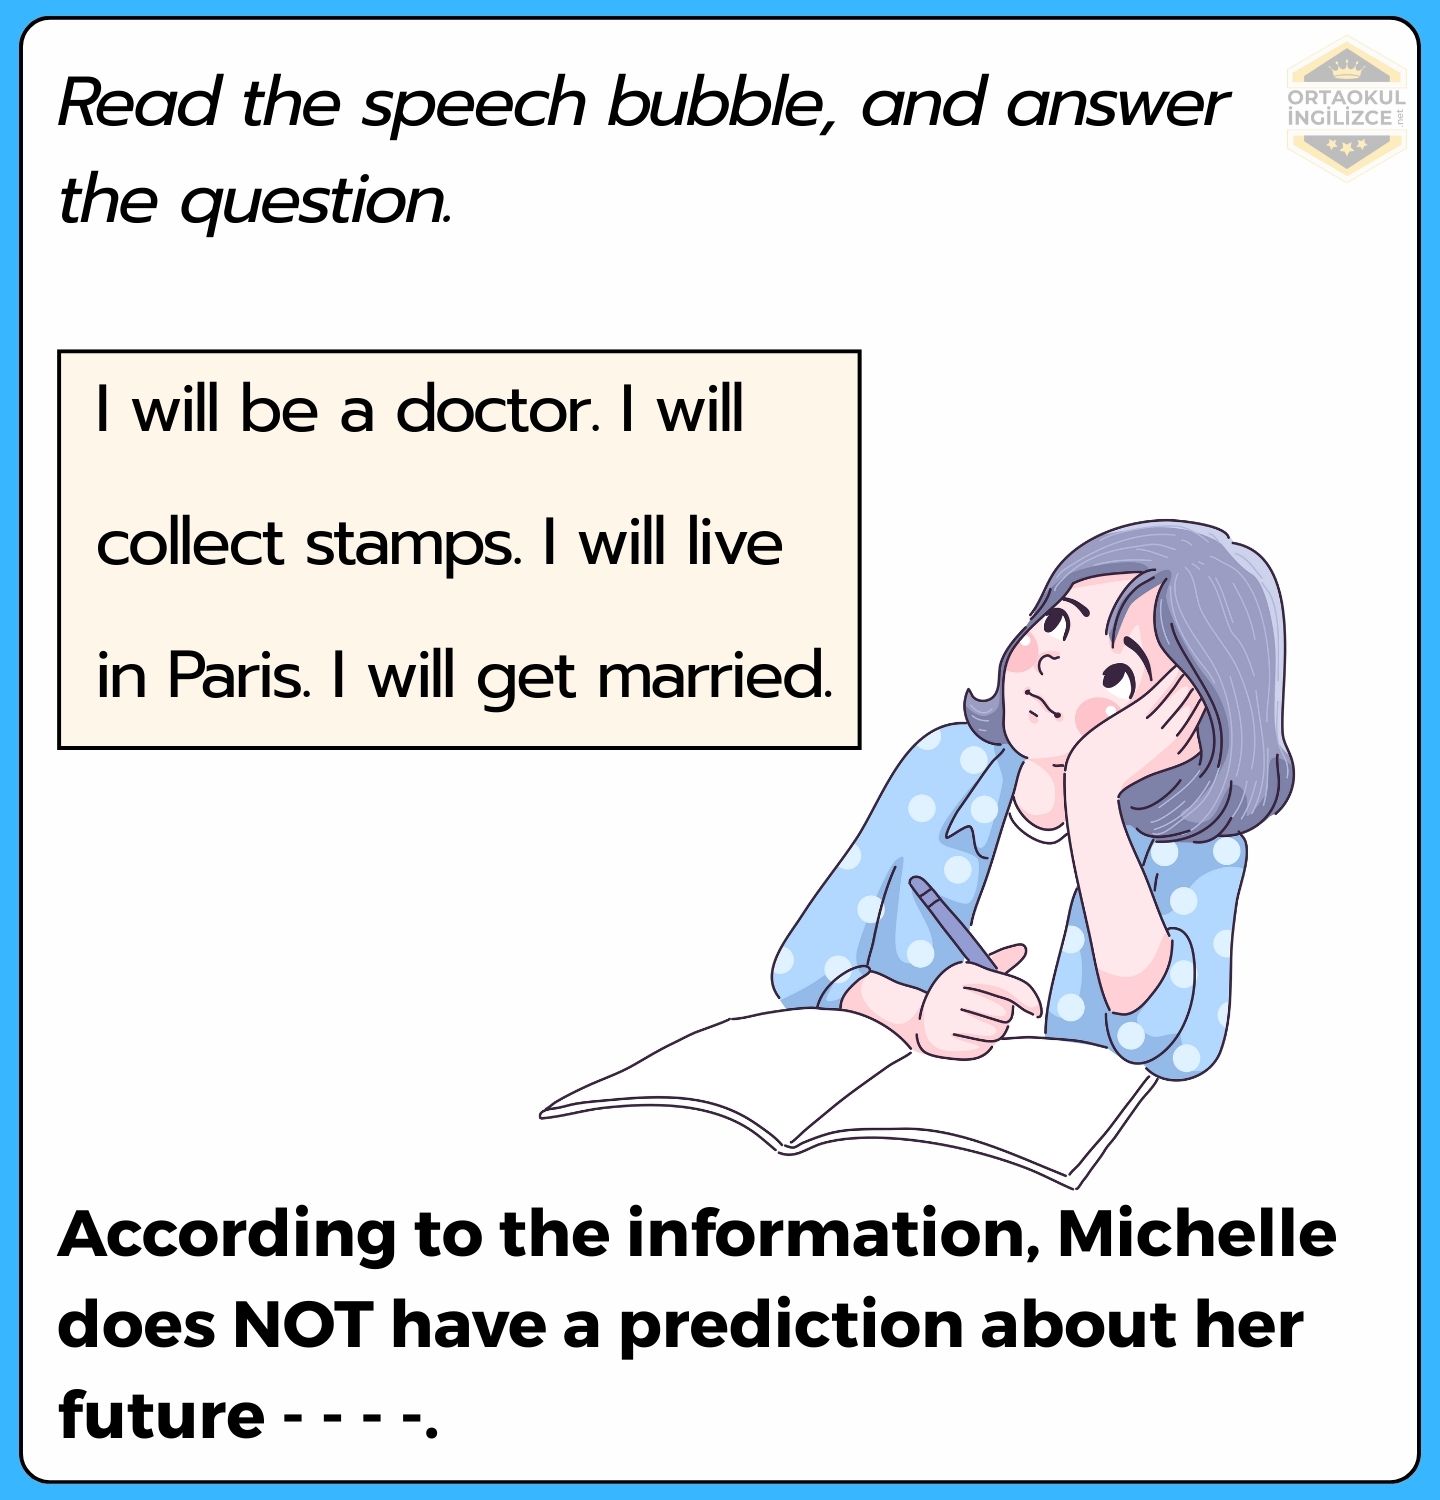 Read the speech bubble, and answer
the question.
ORTAOKUL
İNGİLİZCE
.net
I will be a doctor. I will
collect stamps. I will live
in Paris. I will get married.
According to the information, Michelle
does NOT have a prediction about her
future - - - -.